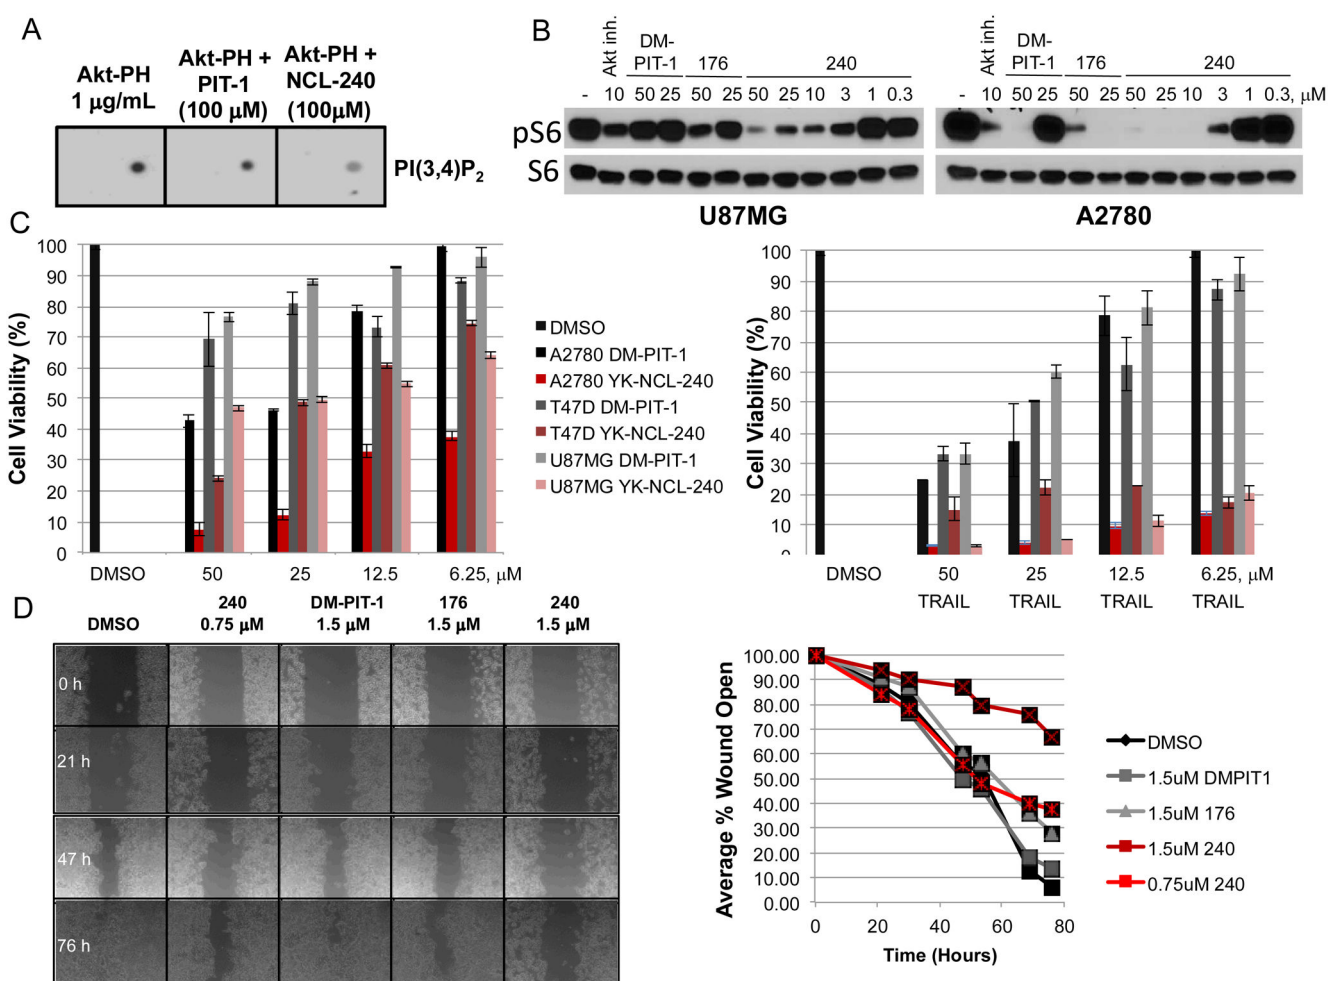 A
Akt-PH
1 μg/mL
Akt-PH +
PIT-1
(100 μM)
Akt-PH +
NCL-240
(100μM)
PI(3,4)P2
B
Akt inh.
DM-
PIT-1
176
240
- 10 50 25 50 25 50 25 10 3 1 0.3
Akt inh.
DM-
PIT-1
176
240
- 10 50 25 50 25 10 3 1 0.3, μM
pS6
S6
U87MG
A2780
C
Cell Viability (%)
100
90
80
70
60
50
40
30
20
10
0
DMSO
50
25
12.5
6.25, μM
DMSO
A2780 DM-PIT-1
A2780 YK-NCL-240
T47D DM-PIT-1
T47D YK-NCL-240
U87MG DM-PIT-1
U87MG YK-NCL-240
Cell Viability (%)
100
90
80
70
60
50
40
30
20
10
0
DMSO
50
25
12.5
6.25, μM
TRAIL
TRAIL
TRAIL
TRAIL
D
DMSO
240
0.75 μM
DM-PIT-1
1.5 μM
176
1.5 μM
240
1.5 μM
0 h
21 h
47 h
76 h
Average % Wound Open
100.00
90.00
80.00
70.00
60.00
50.00
40.00
30.00
20.00
10.00
0.00
0
20
40
60
80
Time (Hours)
DMSO
1.5uM DMPIT1
1.5uM 176
1.5uM 240
0.75uM 240